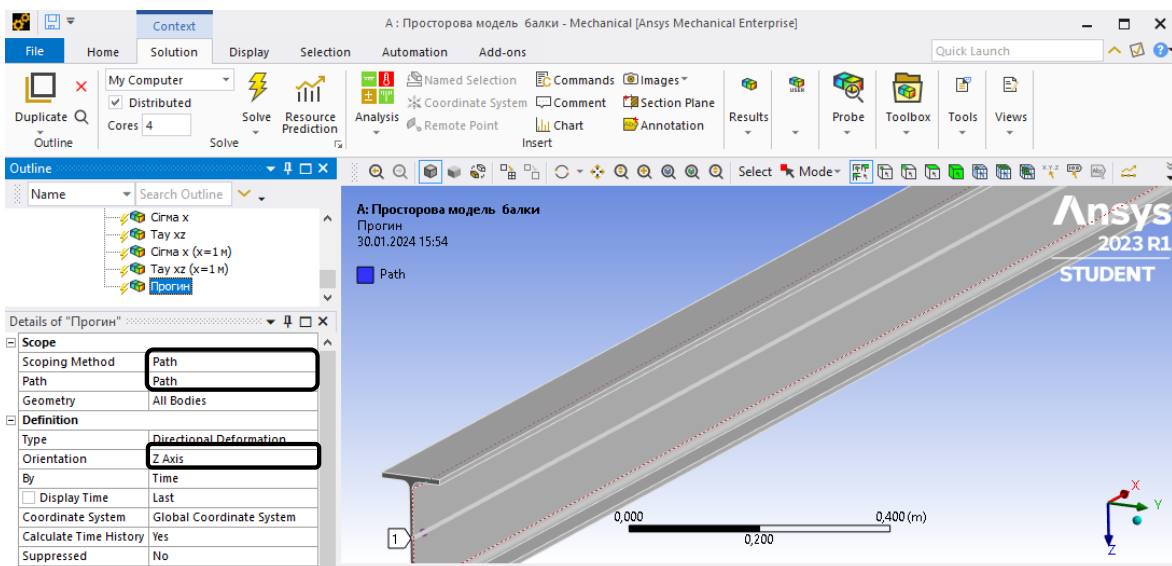 Context
A : Просторова модель балки - Mechanical [Ansys Mechanical Enterprise]
File Home Solution Display Selection Automation Add-ons Quick Launch
Duplicate
Outline
My Computer
Distributed
Cores 4
Solve
Resource Prediction
Solve
Analysis
Named Selection
Coordinate System
Remote Point
Commands
Comment
Chart
Images
Section Plane
Annotation
Insert
Results
USER
Probe
Toolbox
Tools
Views
Outline
Select Mode
Name Search Outline
Сігма x
Тау xz
Сігма x (x=1 м)
Тау xz (x=1 м)
Прогин
Details of "Прогин"
Scope
Scoping Method Path
Path Path
Geometry All Bodies
Definition
Type Directional Deformation
Orientation Z Axis
By Time
Display Time Last
Coordinate System Global Coordinate System
Calculate Time History Yes
Suppressed No
A: Просторова модель балки
Прогин
30.01.2024 15:54
Path
Ansys
2023 R1
STUDENT
1
0,000 0,400 (m)
0,200
X
Y
Z